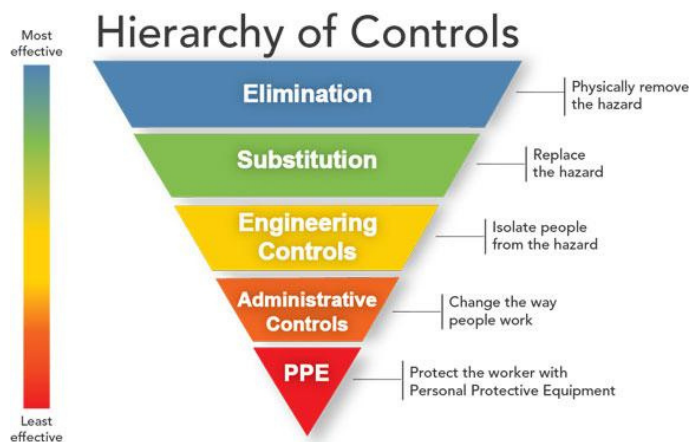 Hierarchy of Controls
Most
effective
Elimination
Physically remove
the hazard
Substitution
Replace
the hazard
Engineering
Controls
Isolate people
from the hazard
Administrative
Controls
Change the way
people work
PPE
Protect the worker with
Personal Protective Equipment
Least
effective